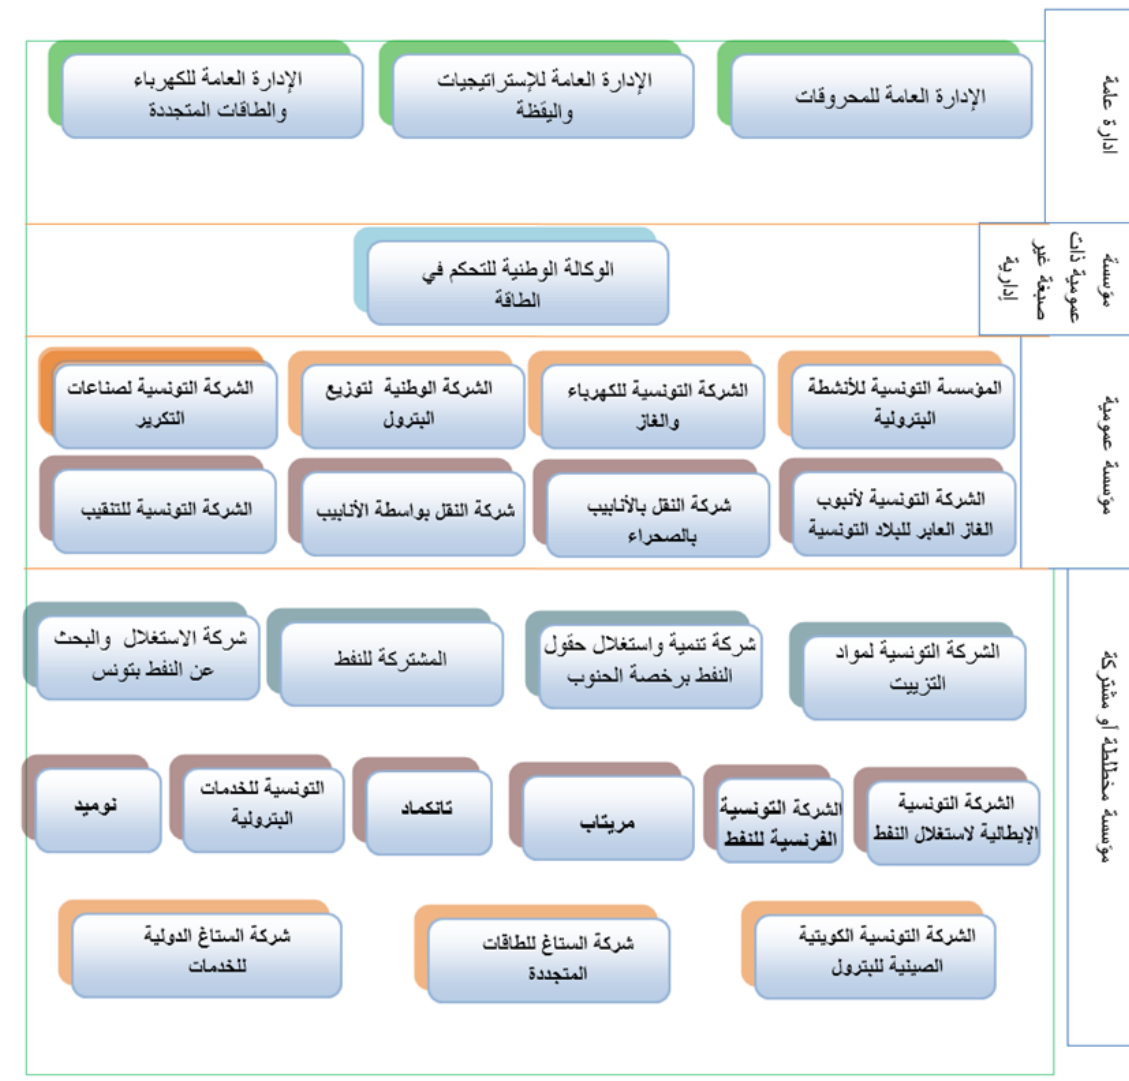 ادارة عامة
الإدارة العامة للمحروقات
الإدارة العامة للإستراتيجيات
واليقظة
الإدارة العامة للكهرباء
والطاقات المتجددة
مؤسسة
عمومية ذات
صبغة غير
إدارية
الوكالة الوطنية للتحكم في
الطاقة
مؤسسة عمومية
المؤسسة التونسية للأنشطة
البترولية
الشركة التونسية للكهرباء
والغاز
الشركة الوطنية لتوزيع
البترول
الشركة التونسية لصناعات
التكرير
الشركة التونسية لأنبوب
الغاز العابر للبلاد التونسية
شركة النقل بالأنابيب
بالصحراء
شركة النقل بواسطة الأنابيب
الشركة التونسية للتنقيب
مؤسسة مختلطة أو مشتركة
الشركة التونسية لمواد
التزييت
شركة تنمية واستغلال حقول
النفط برخصة الحنوب
المشتركة للنفط
شركة الاستغلال والبحث
عن النفط بتونس
الشركة التونسية
الإيطالية لاستغلال النفط
الشركة التونسية
الفرنسية للنفط
مريتاب
تانكماد
التونسية للخدمات
البترولية
نوميد
الشركة التونسية الكويتية
الصينية للبترول
شركة الستاغ للطاقات
المتجددة
شركة الستاغ الدولية
للخدمات